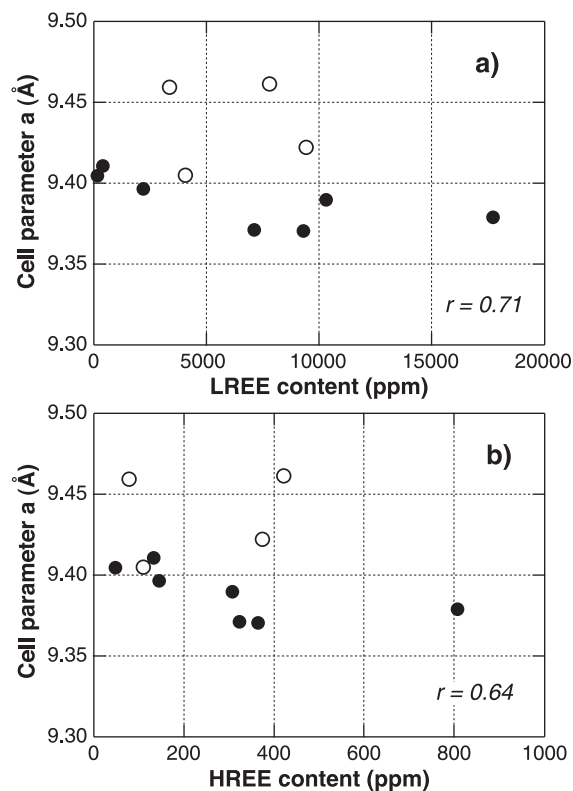 9.50
a)
9.45
9.40
9.35
9.30
Cell parameter a (Å)
r = 0.71
0 5000 10000 15000 20000
LREE content (ppm)
9.50
b)
9.45
9.40
9.35
9.30
Cell parameter a (Å)
r = 0.64
0 200 400 600 800 1000
HREE content (ppm)